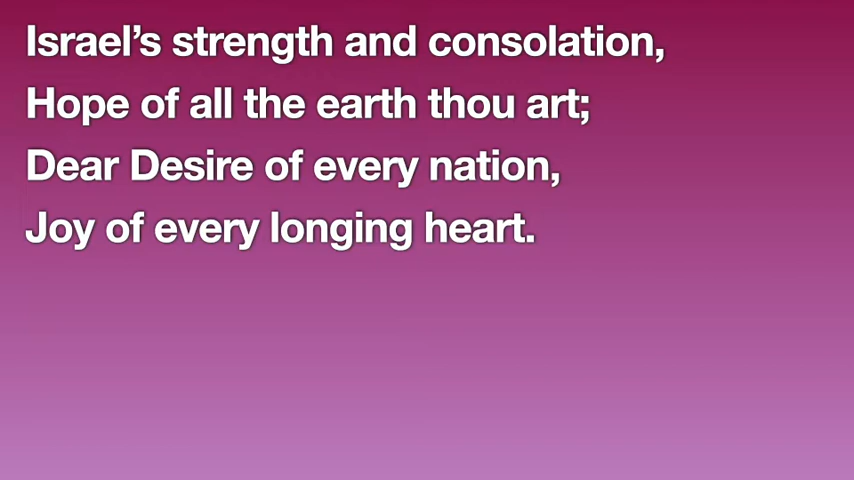 Israel’s strength and consolation,
Hope of all the earth thou art;
Dear Desire of every nation,
Joy of every longing heart.